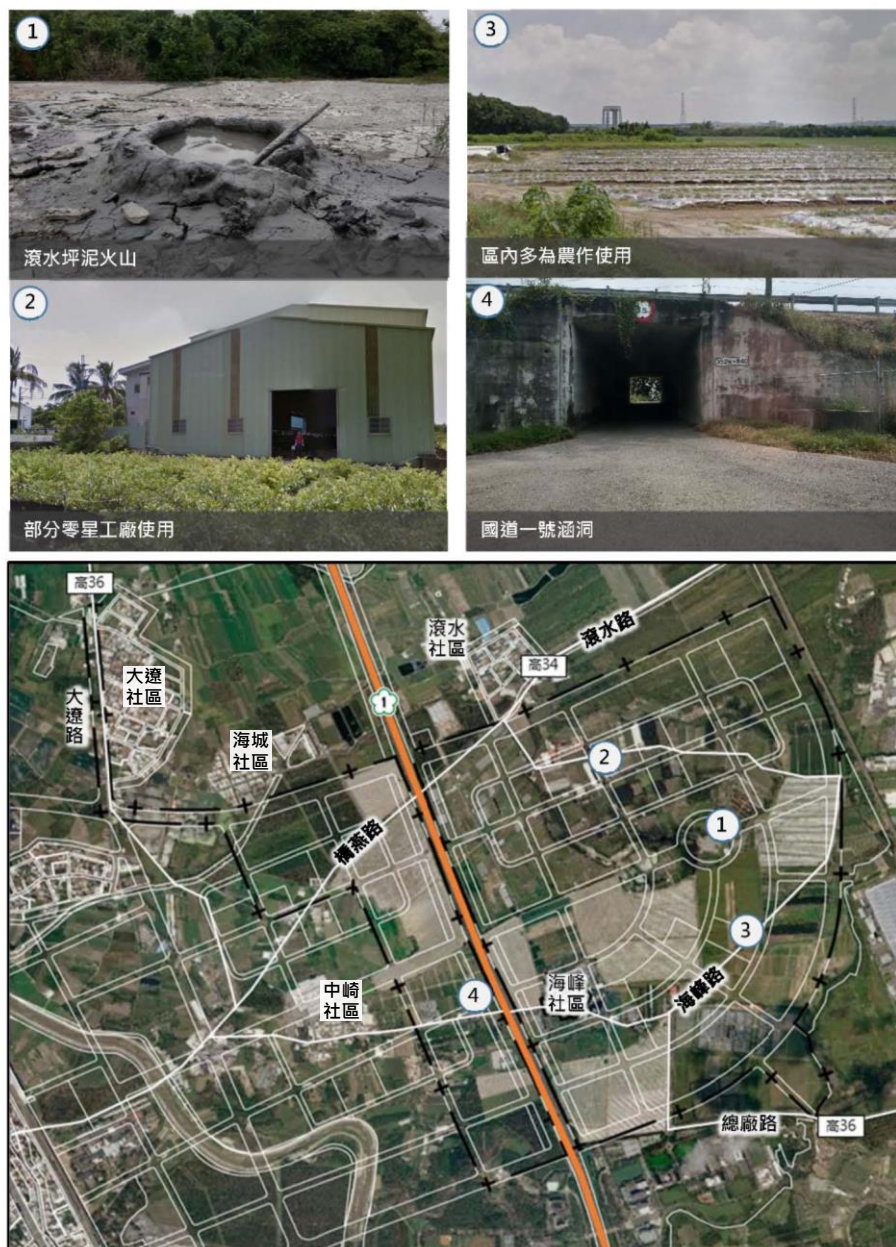 1
滾水坪泥火山
3
區內多為農作使用
2
部分零星工廠使用
4
國道一號涵洞
高36
滾水
社區
滾水路
高34
大遼路
大遼
社區
1
海城
社區
2
橋燕路
1
3
中崎
社區
4
海峰
社區
海峰路
總廠路
高36